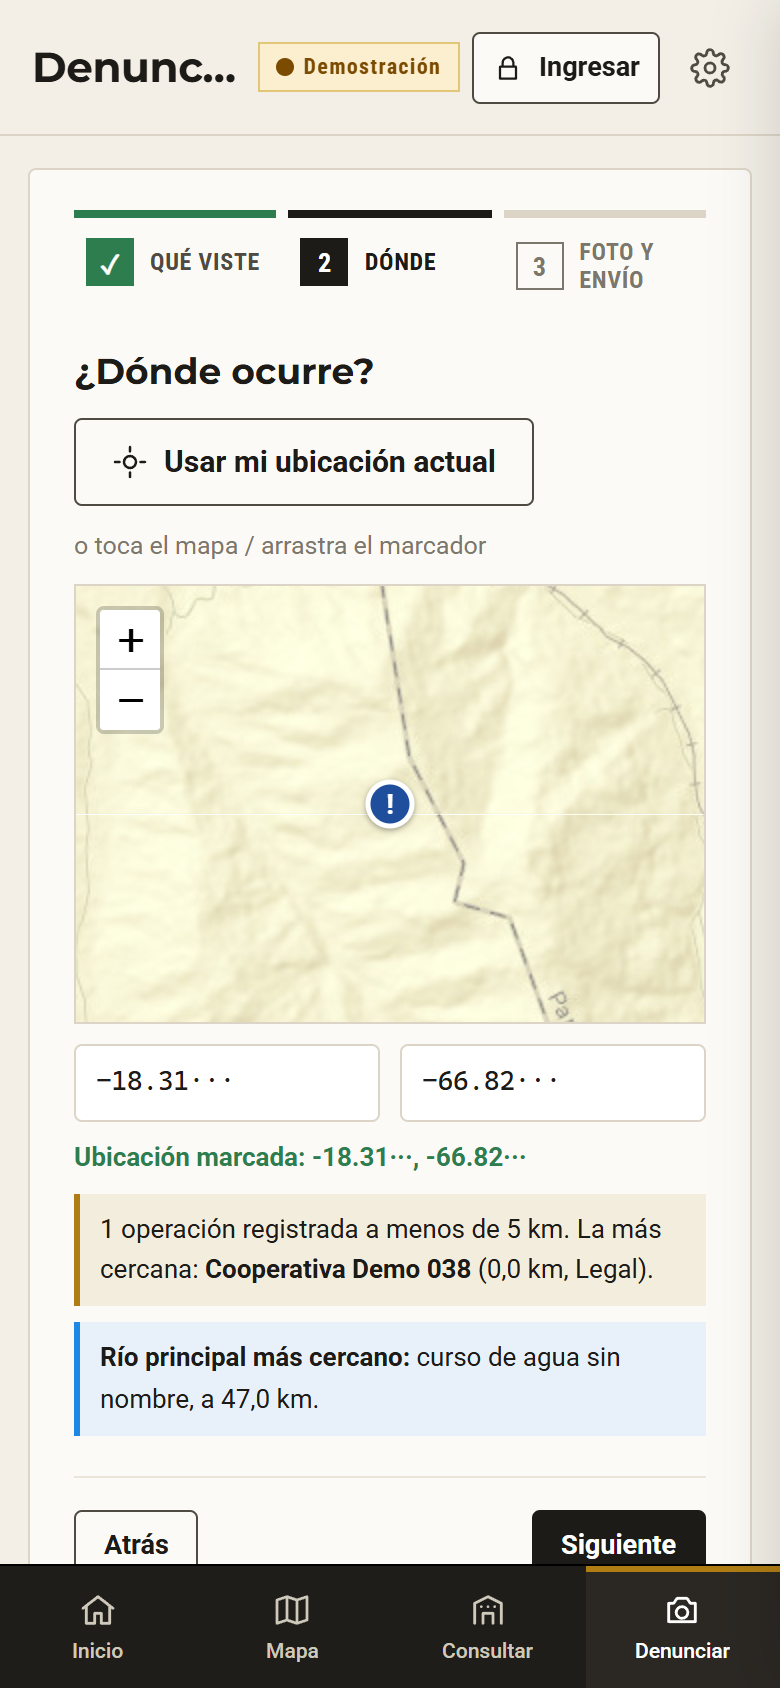 Denunc...
Demostración
Ingresar
✓ QUÉ VISTE
2 DÓNDE
3 FOTO Y
ENVÍO
¿Dónde ocurre?
Usar mi ubicación actual
o toca el mapa / arrastra el marcador
+
−
!
−18.31···
−66.82···
Ubicación marcada: -18.31···, -66.82···
1 operación registrada a menos de 5 km. La más
cercana: Cooperativa Demo 038 (0,0 km, Legal).
Río principal más cercano: curso de agua sin
nombre, a 47,0 km.
Atrás
Siguiente
Inicio
Mapa
Consultar
Denunciar